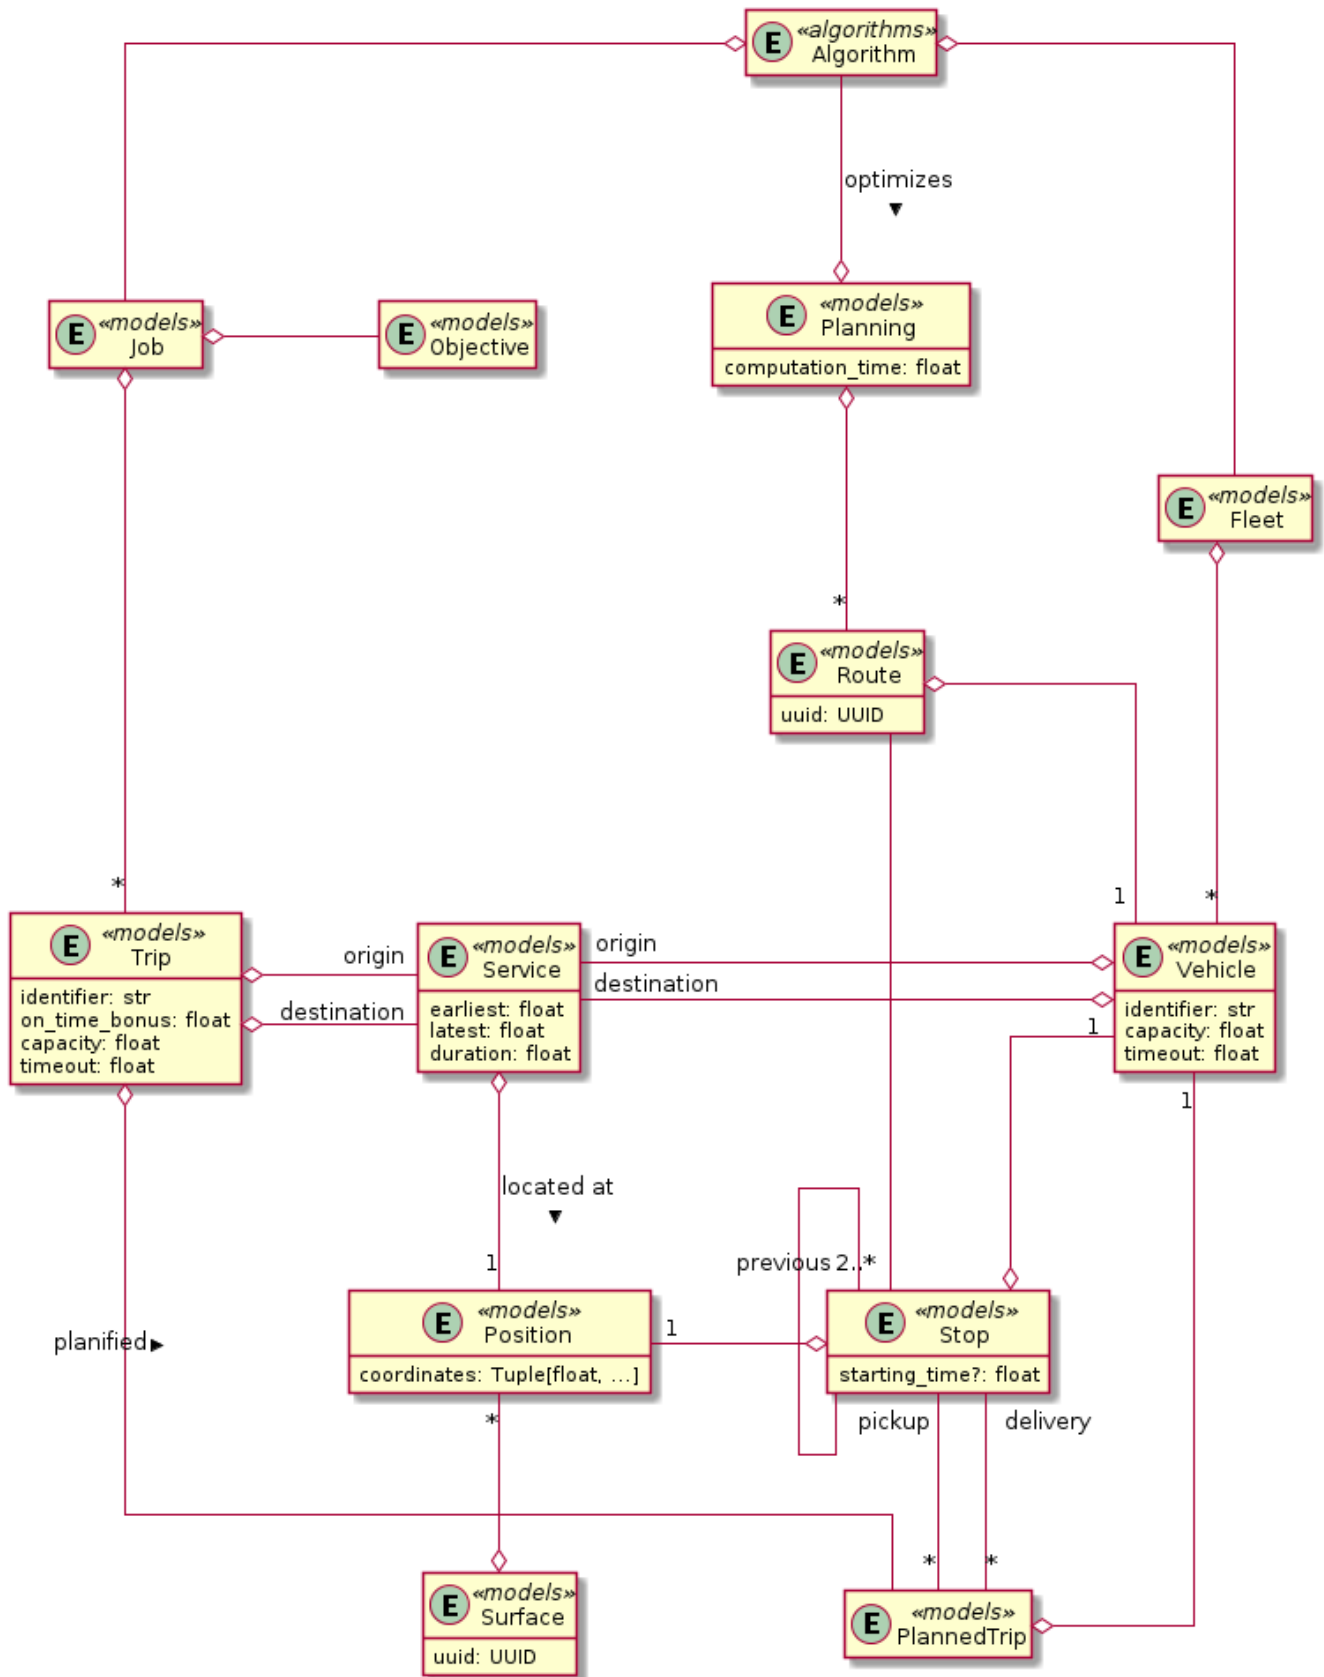 E
«algorithms»
Algorithm
optimizes
▼
E
«models»
Planning
computation_time: float
E
«models»
Job
E
«models»
Objective
E
«models»
Fleet
*
E
«models»
Route
uuid: UUID
*
1
*
E
«models»
Trip
identifier: str
on_time_bonus: float
capacity: float
timeout: float
origin
destination
E
«models»
Service
earliest: float
latest: float
duration: float
origin
destination
E
«models»
Vehicle
identifier: str
capacity: float
timeout: float
1
1
located at
▼
1
previous
2..*
planified►
E
«models»
Position
coordinates: Tuple[float, ...]
1
E
«models»
Stop
starting_time?: float
*
pickup
delivery
*
*
E
«models»
Surface
uuid: UUID
E
«models»
PlannedTrip